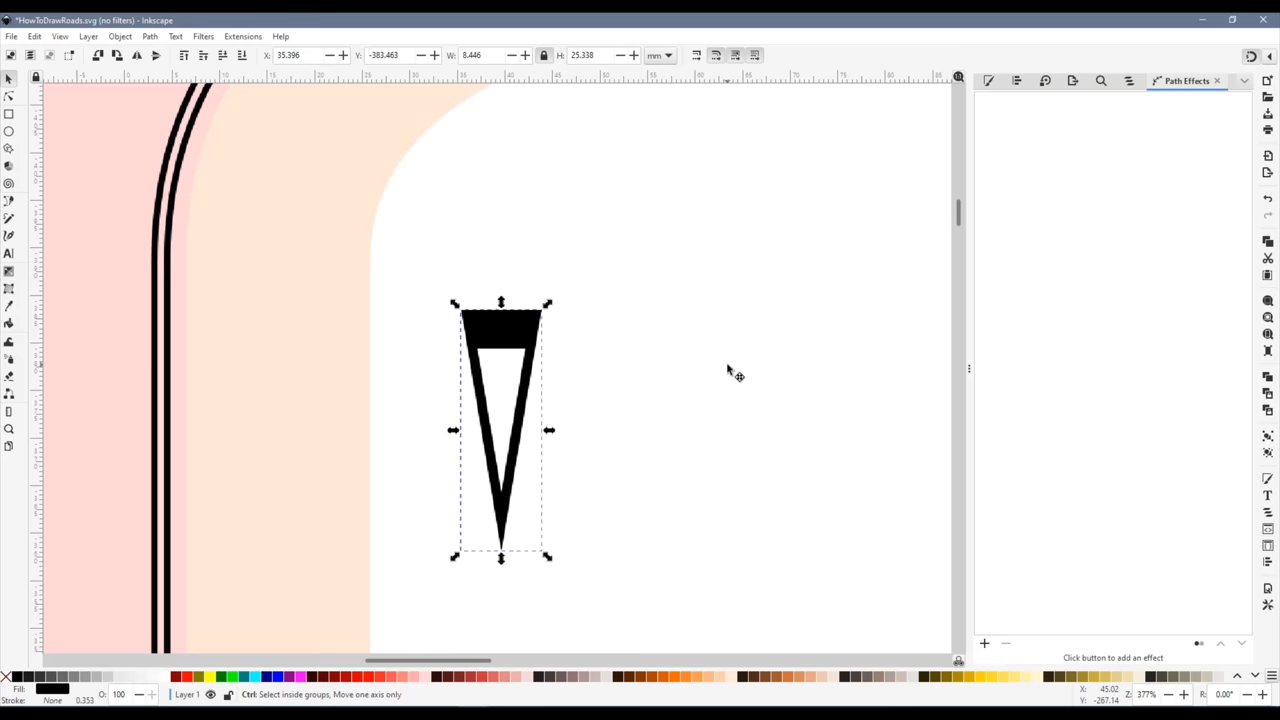 *HowToDrawRoads.svg (no filters) - Inkscape
File Edit View Layer Object Path Text Filters Extensions Help
X: 35.396 Y: -383.463 W: 8.446 H: 25.338 mm
Path Effects
Click button to add an effect
Fill:
Stroke: None 0.353
O: 100
Layer 1
Ctrl: Select inside groups, Move one axis only
X: 45.02
Y: -267.14
Z: 377%
R: 0.00°